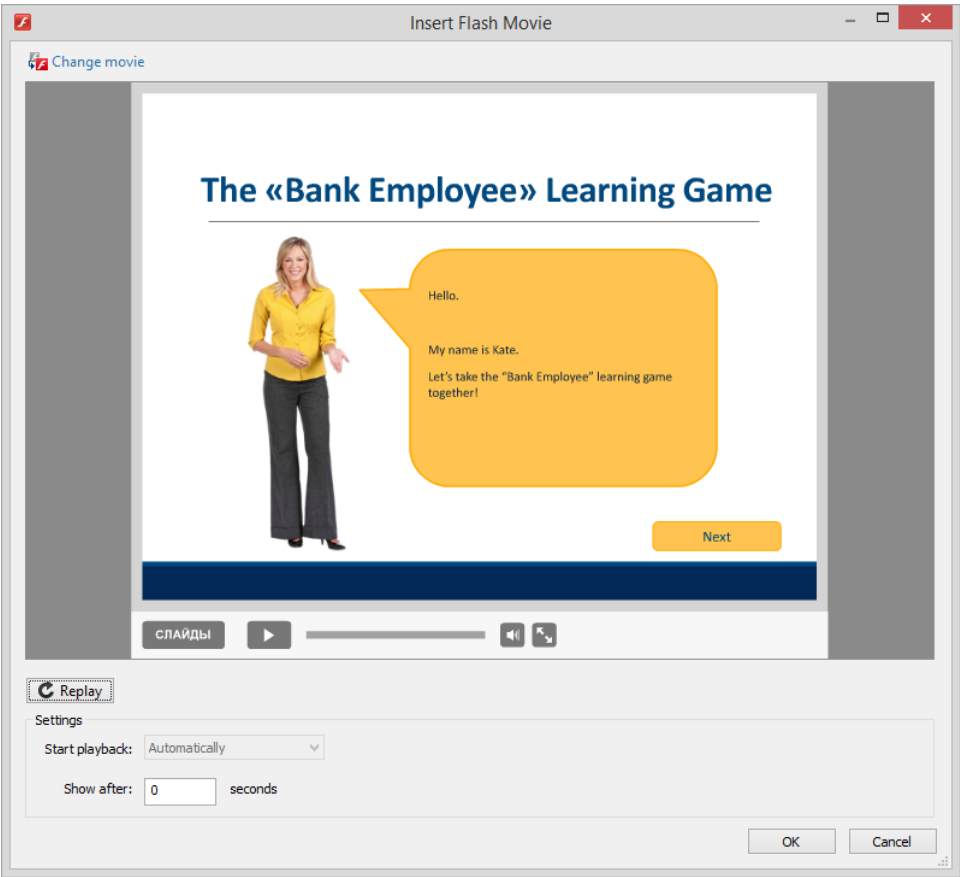 Insert Flash Movie
Change movie
The «Bank Employee» Learning Game
Hello.
My name is Kate.
Let's take the “Bank Employee” learning game
together!
Next
СЛАЙДЫ
Replay
Settings
Start playback: Automatically
Show after: 0 seconds
OK Cancel